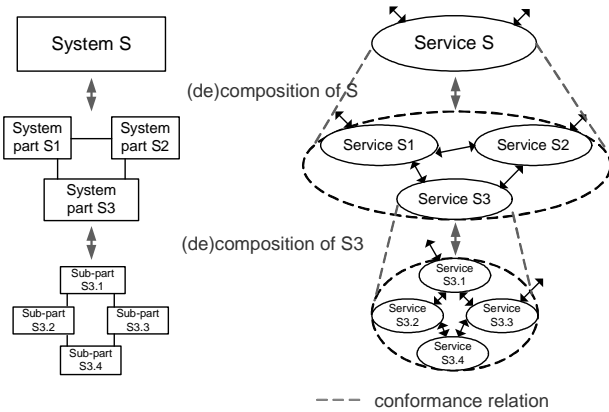 System S
Service S
(de)composition of S
System
part S1
System
part S2
Service S1
Service S2
System
part S3
Service S3
(de)composition of S3
Sub-part
S3.1
Sub-part
S3.2
Sub-part
S3.3
Sub-part
S3.4
Service
S3.1
Service
S3.2
Service
S3.3
Service
S3.4
conformance relation